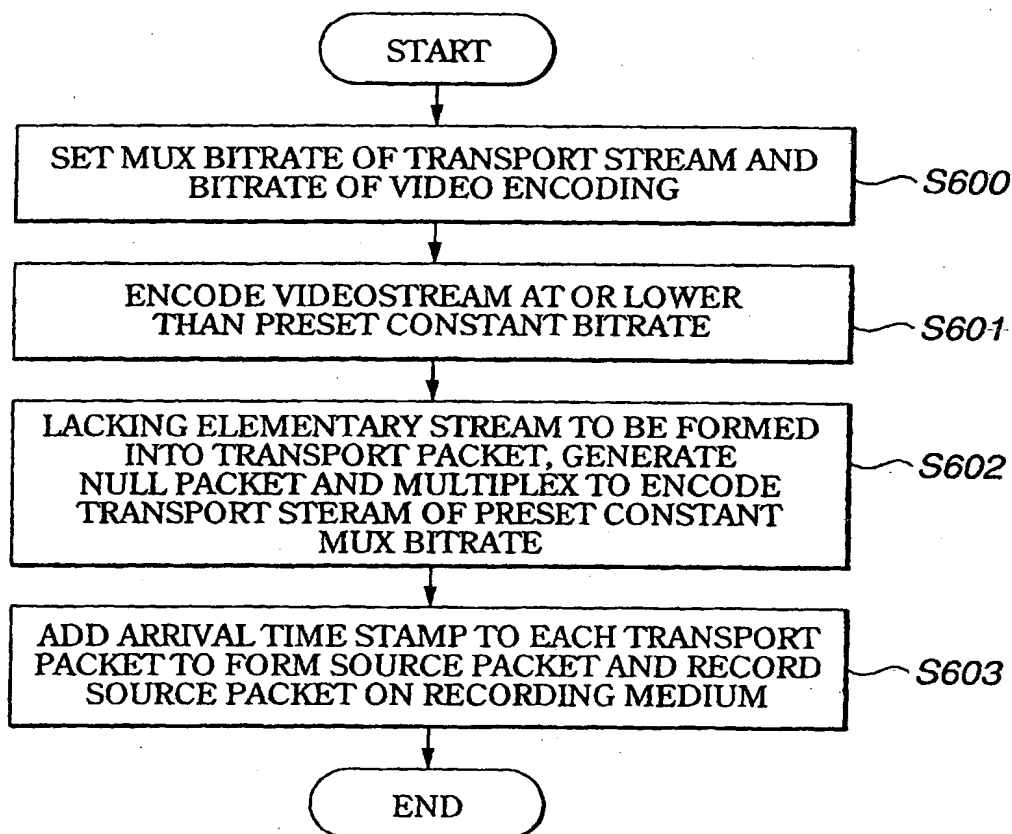 START
SET MUX BITRATE OF TRANSPORT STREAM AND
BITRATE OF VIDEO ENCODING
S600
ENCODE VIDEOSTREAM AT OR LOWER
THAN PRESET CONSTANT BITRATE
S601
LACKING ELEMENTARY STREAM TO BE FORMED
INTO TRANSPORT PACKET, GENERATE
NULL PACKET AND MULTIPLEX TO ENCODE
TRANSPORT STERAM OF PRESET CONSTANT
MUX BITRATE
S602
ADD ARRIVAL TIME STAMP TO EACH TRANSPORT
PACKET TO FORM SOURCE PACKET AND RECORD
SOURCE PACKET ON RECORDING MEDIUM
S603
END